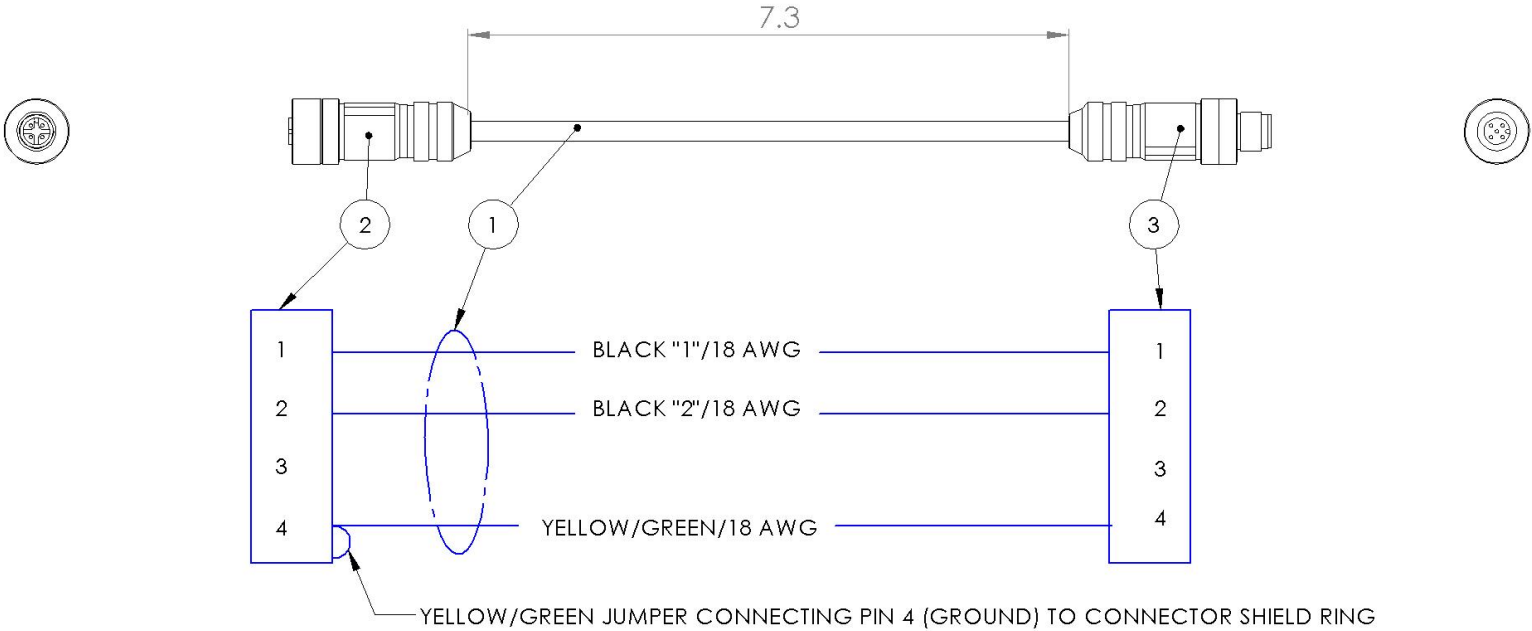 7.3
2
1
3
1 BLACK "1"/18 AWG 1
2 BLACK "2"/18 AWG 2
3 3
4 YELLOW/GREEN/18 AWG 4
YELLOW/GREEN JUMPER CONNECTING PIN 4 (GROUND) TO CONNECTOR SHIELD RING